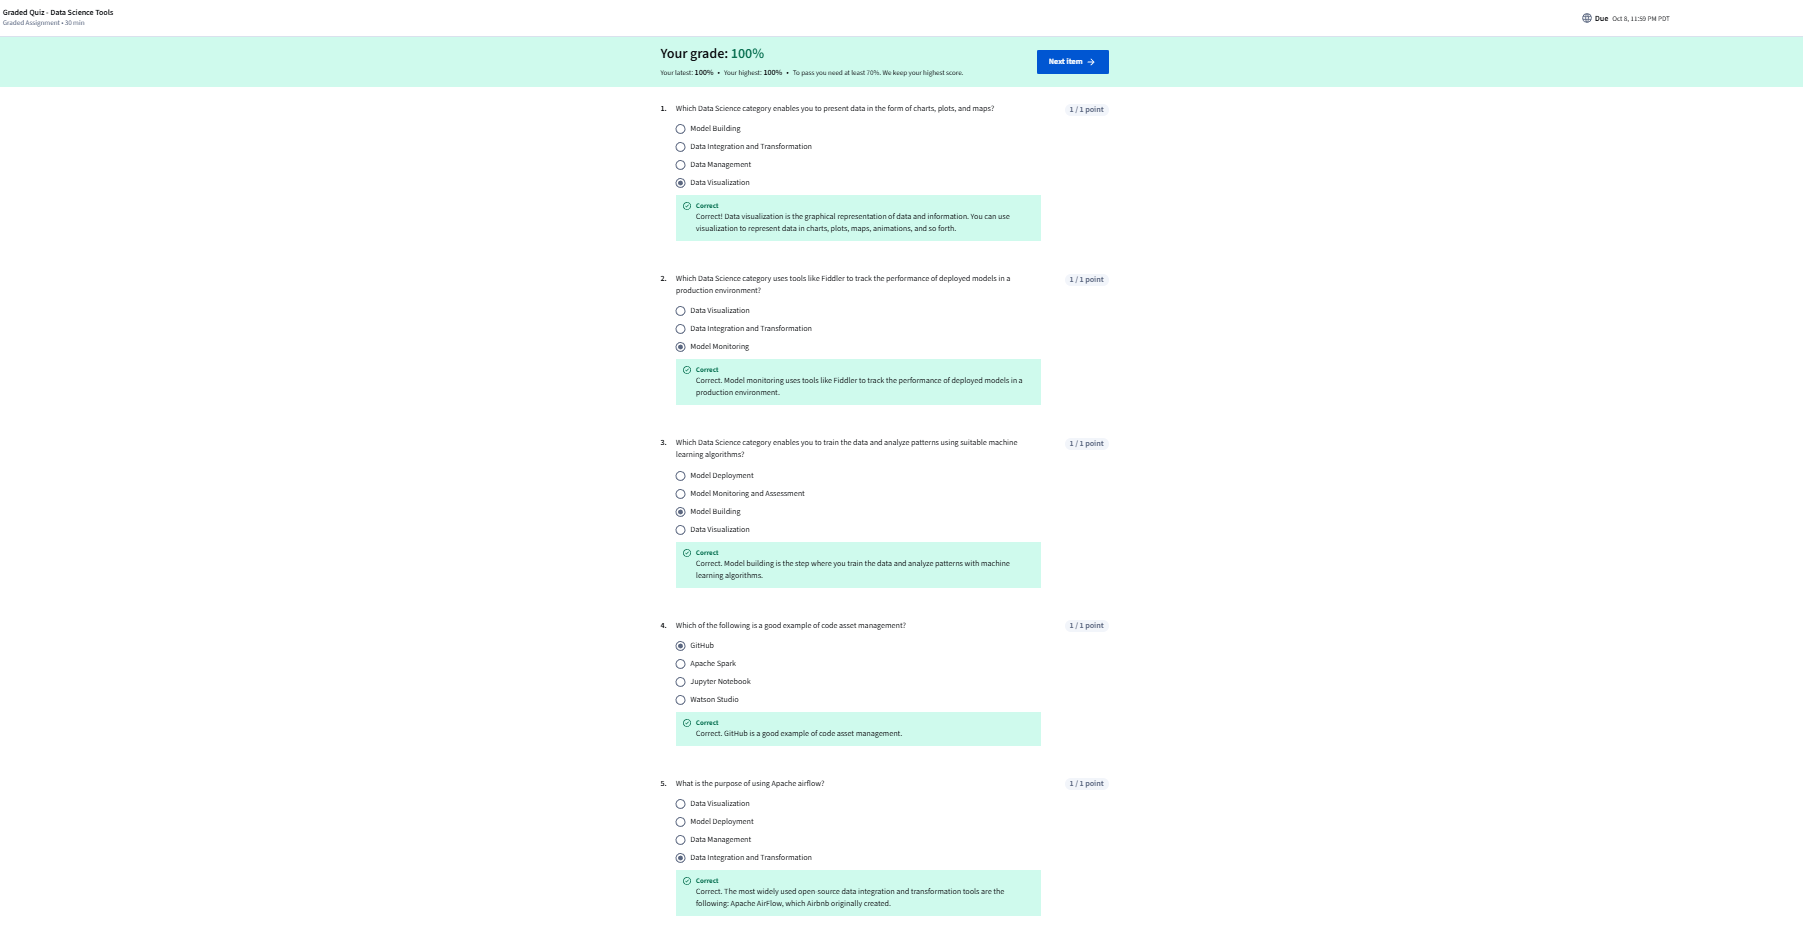 Graded Quiz - Data Science Tools
Graded Assignment • 30 min
Due Oct 8, 11:59 PM PDT
Your grade: 100%
Your latest: 100% • Your highest: 100% • To pass you need at least 70%. We keep your highest score.
Next item →
1. Which Data Science category enables you to present data in the form of charts, plots, and maps?
1 / 1 point
Model Building
Data Integration and Transformation
Data Management
Data Visualization
Correct
Correct! Data visualization is the graphical representation of data and information. You can use
visualization to represent data in charts, plots, maps, animations, and so forth.
2. Which Data Science category uses tools like Fiddler to track the performance of deployed models in a
production environment?
1 / 1 point
Data Visualization
Data Integration and Transformation
Model Monitoring
Correct
Correct. Model monitoring uses tools like Fiddler to track the performance of deployed models in a
production environment.
3. Which Data Science category enables you to train the data and analyze patterns using suitable machine
learning algorithms?
1 / 1 point
Model Deployment
Model Monitoring and Assessment
Model Building
Data Visualization
Correct
Correct. Model building is the step where you train the data and analyze patterns with machine
learning algorithms.
4. Which of the following is a good example of code asset management?
1 / 1 point
GitHub
Apache Spark
Jupyter Notebook
Watson Studio
Correct
Correct. GitHub is a good example of code asset management.
5. What is the purpose of using Apache airflow?
1 / 1 point
Data Visualization
Model Deployment
Data Management
Data Integration and Transformation
Correct
Correct. The most widely used open-source data integration and transformation tools are the
following: Apache AirFlow, which Airbnb originally created.